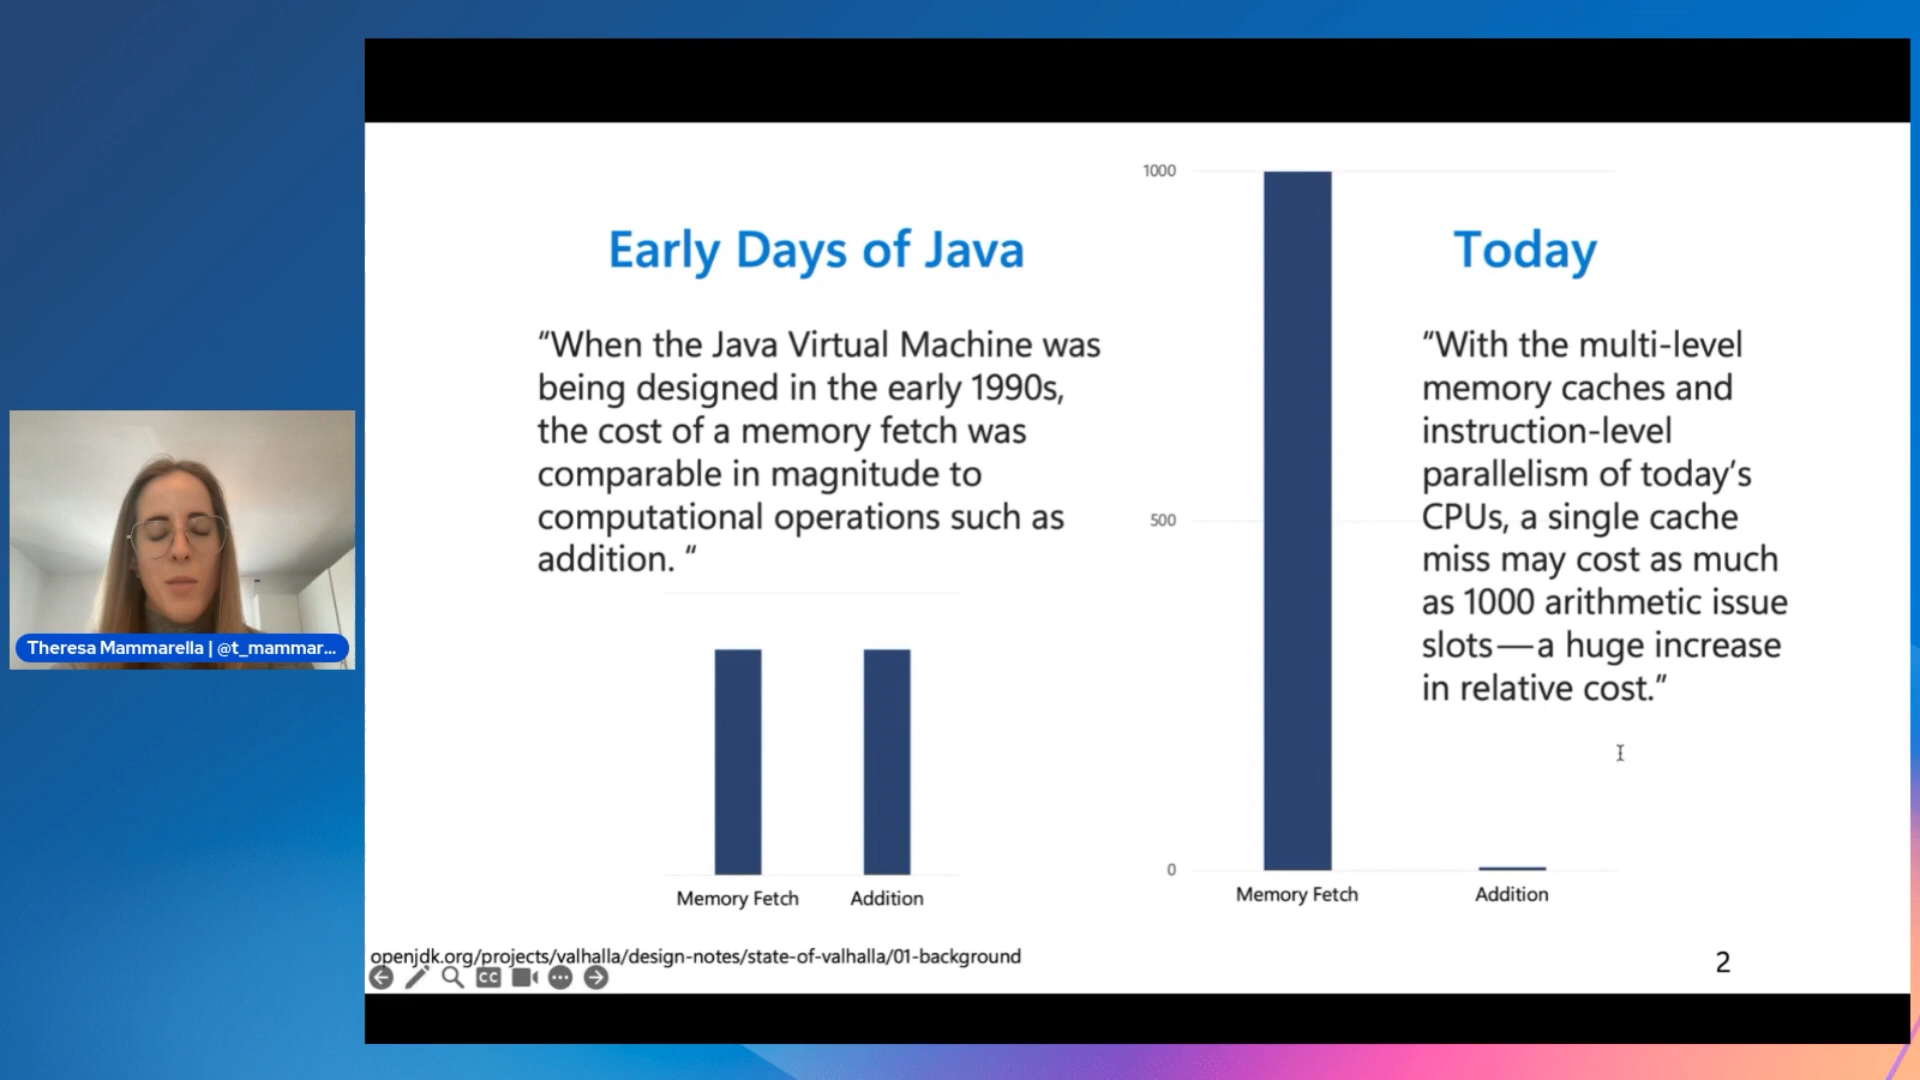 Early Days of Java
“When the Java Virtual Machine was
being designed in the early 1990s,
the cost of a memory fetch was
comparable in magnitude to
computational operations such as
addition. “
Memory Fetch
Addition
1000
500
0
Memory Fetch
Addition
Today
“With the multi-level
memory caches and
instruction-level
parallelism of today’s
CPUs, a single cache
miss may cost as much
as 1000 arithmetic issue
slots—a huge increase
in relative cost.”
openjdk.org/projects/valhalla/design-notes/state-of-valhalla/01-background
CC
2
Theresa Mammarella | @t_mammar...